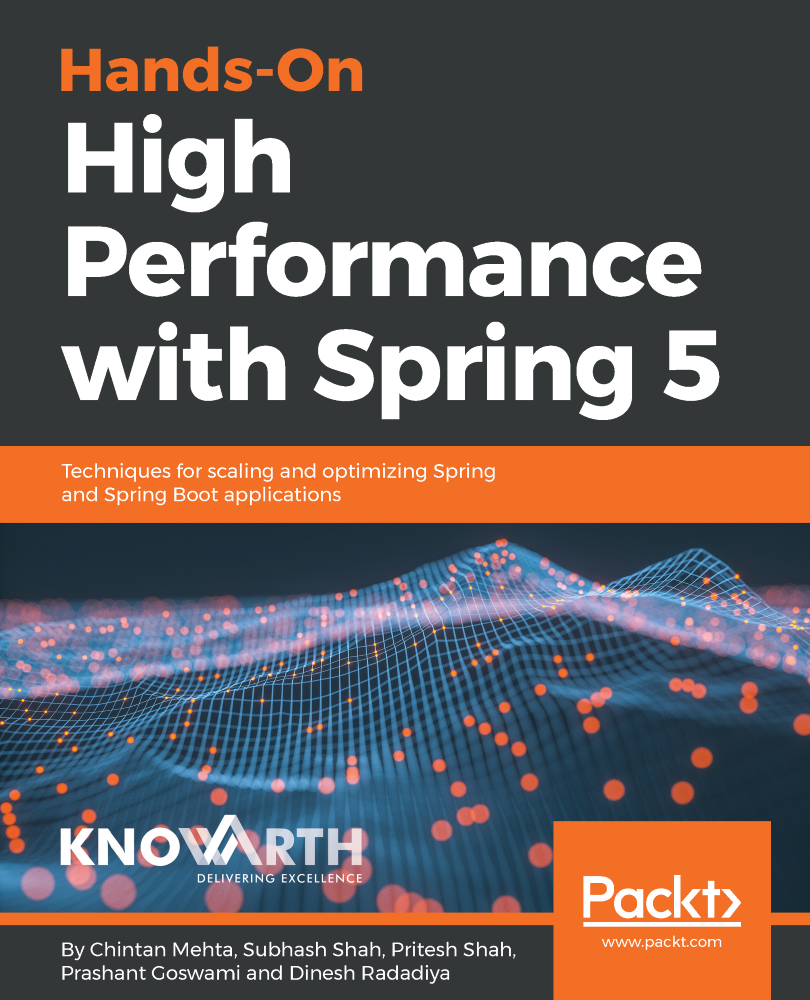 Hands-On
High
Performance
with Spring 5
Techniques for scaling and optimizing Spring
and Spring Boot applications
KNOWARTH
DELIVERING EXCELLENCE
Packt>
www.packt.com
By Chintan Mehta, Subhash Shah, Pritesh Shah,
Prashant Goswami and Dinesh Radadiya